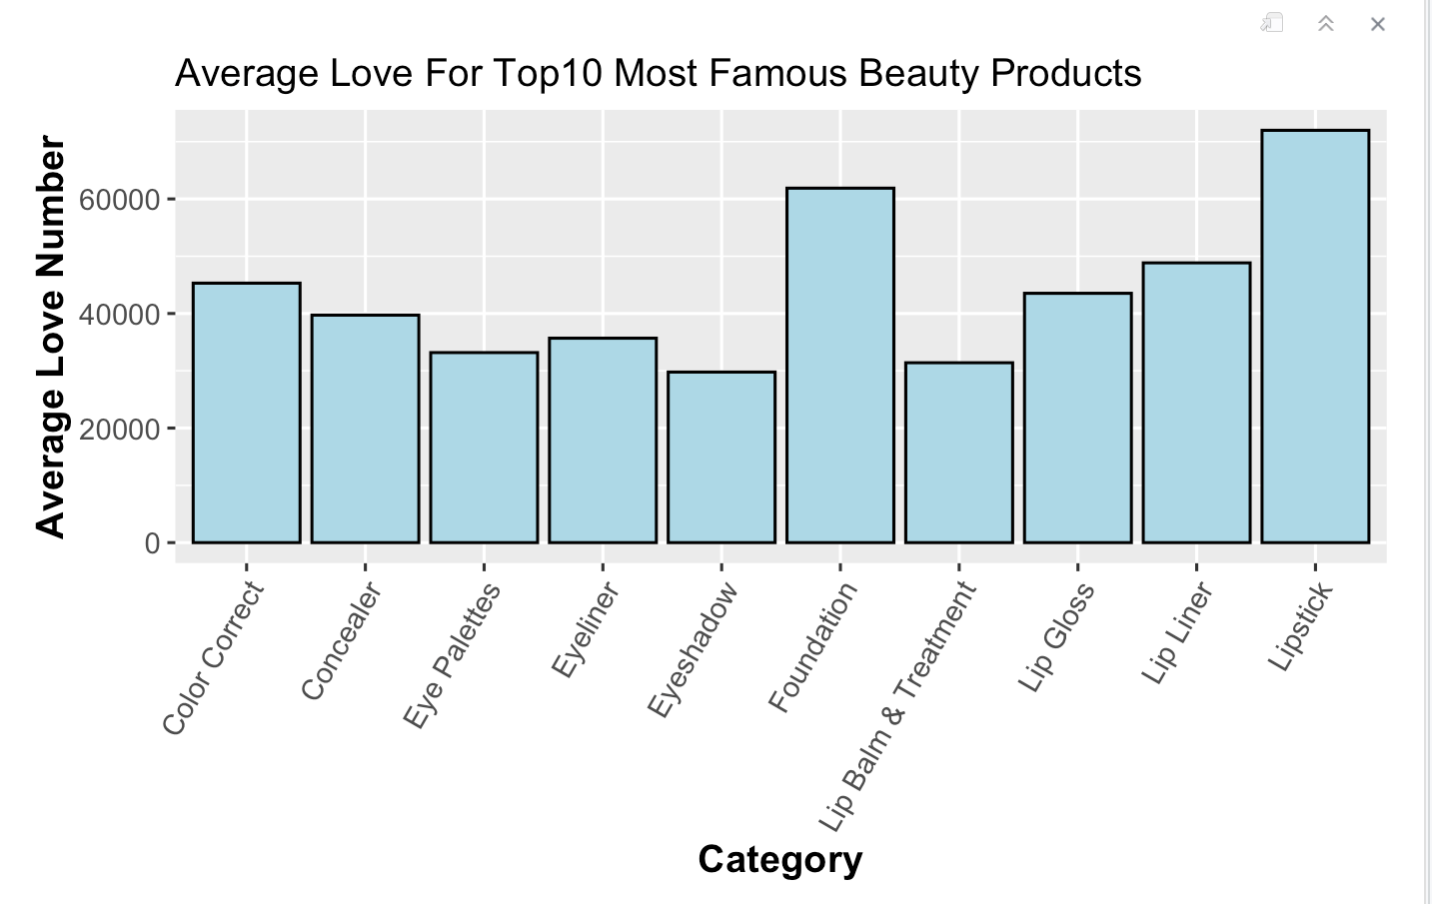 Average Love For Top10 Most Famous Beauty Products
Average Love Number
60000
40000
20000
0
Color Correct
Concealer
Eye Palettes
Eyeliner
Eyeshadow
Foundation
Lip Balm & Treatment
Lip Gloss
Lip Liner
Lipstick
Category